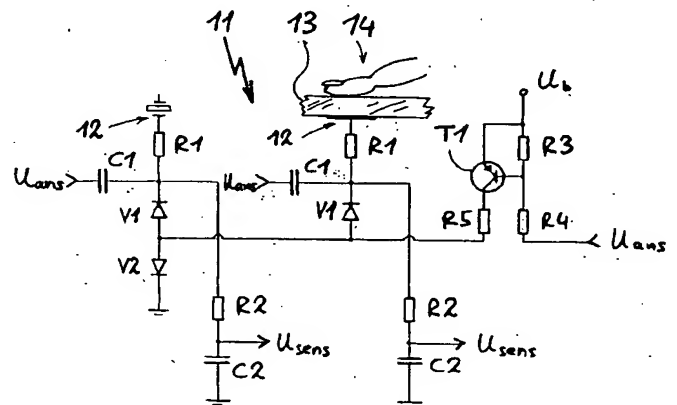 11 13 14
U_b
12
12
R1
R1
T1
R3
U_ans
C1
U_ans
C1
V1
V1
R5
R4
U_ans
V2
R2
R2
U_sens
U_sens
C2
C2